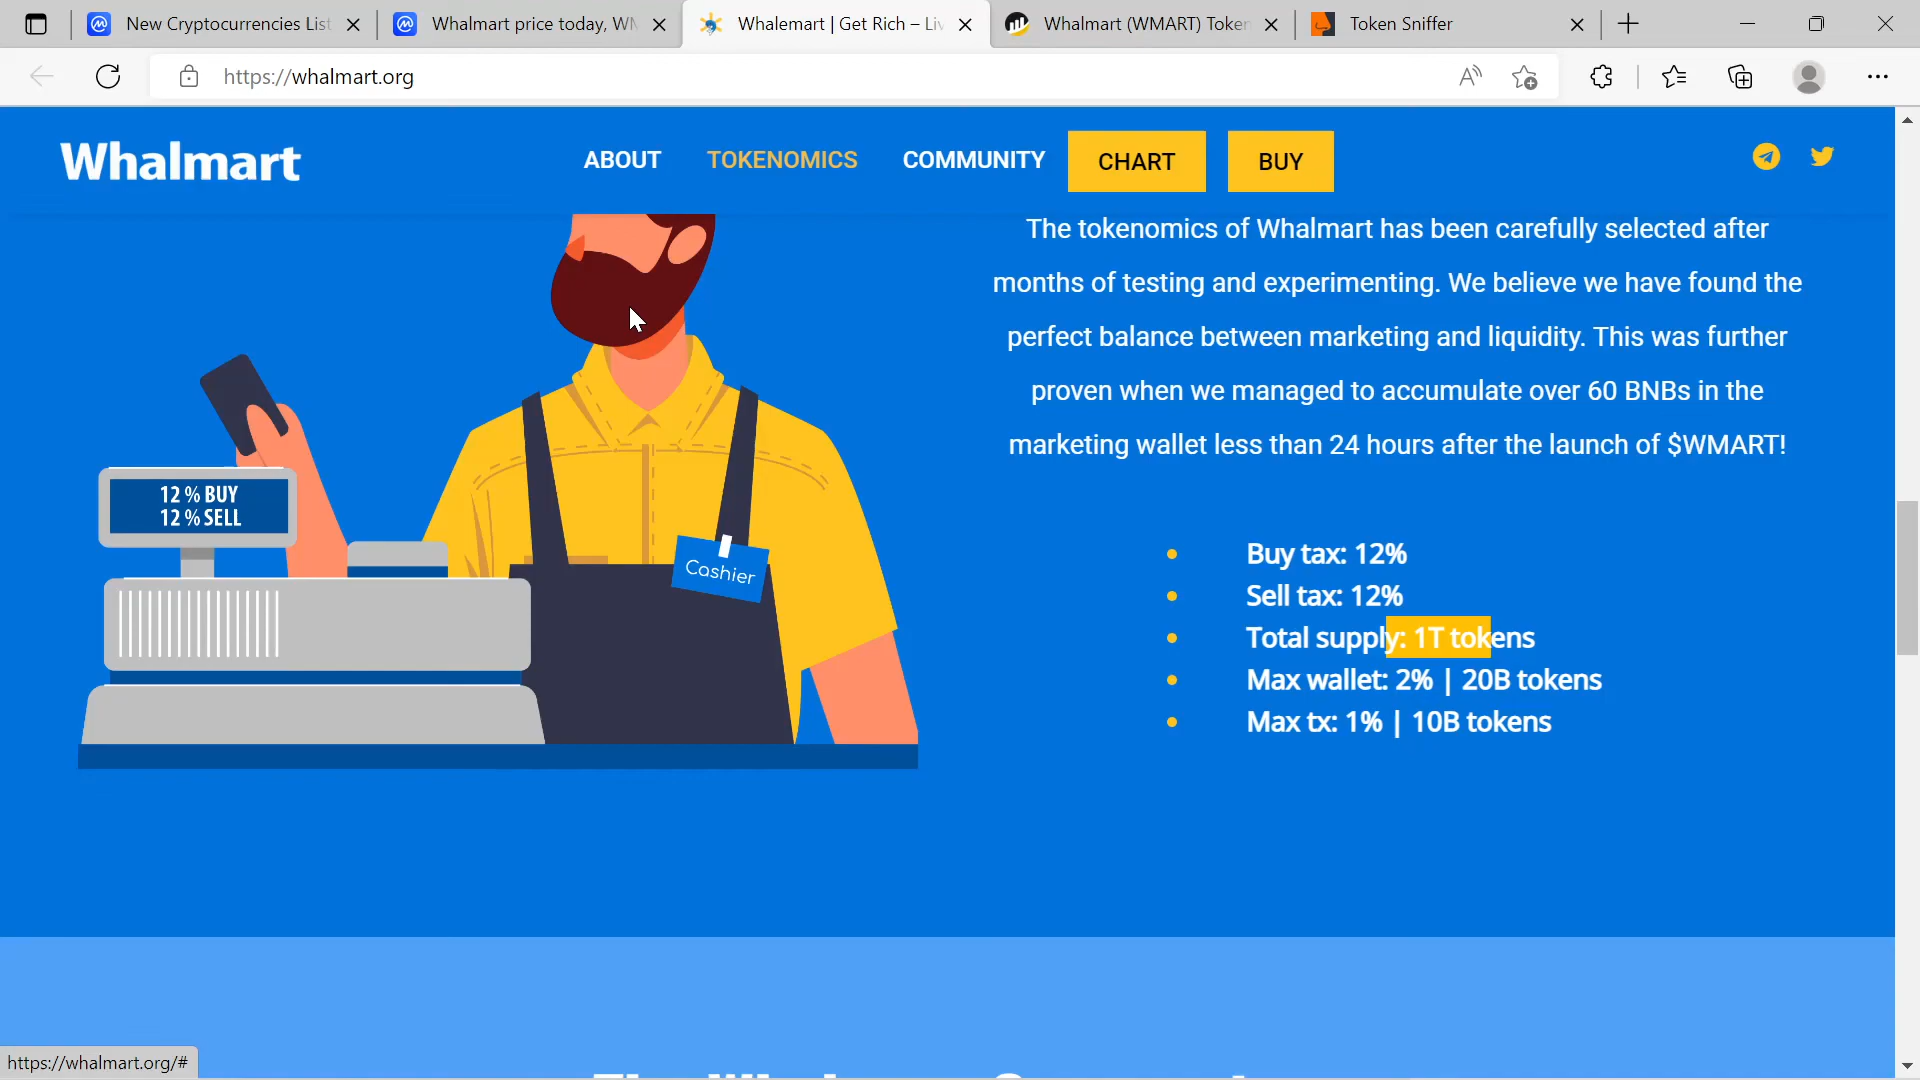 New Cryptocurrencies List
Whalmart price today, WM
Whalemart | Get Rich – Liv
Whalmart (WMART) Token
Token Sniffer
https://whalmart.org
Whalmart
ABOUT
TOKENOMICS
COMMUNITY
CHART
BUY
The tokenomics of Whalmart has been carefully selected after
months of testing and experimenting. We believe we have found the
perfect balance between marketing and liquidity. This was further
proven when we managed to accumulate over 60 BNBs in the
marketing wallet less than 24 hours after the launch of $WMART!
12 % BUY
12 % SELL
Cashier
Buy tax: 12%
Sell tax: 12%
Total supply: 1T tokens
Max wallet: 2% | 20B tokens
Max tx: 1% | 10B tokens
https://whalmart.org/#